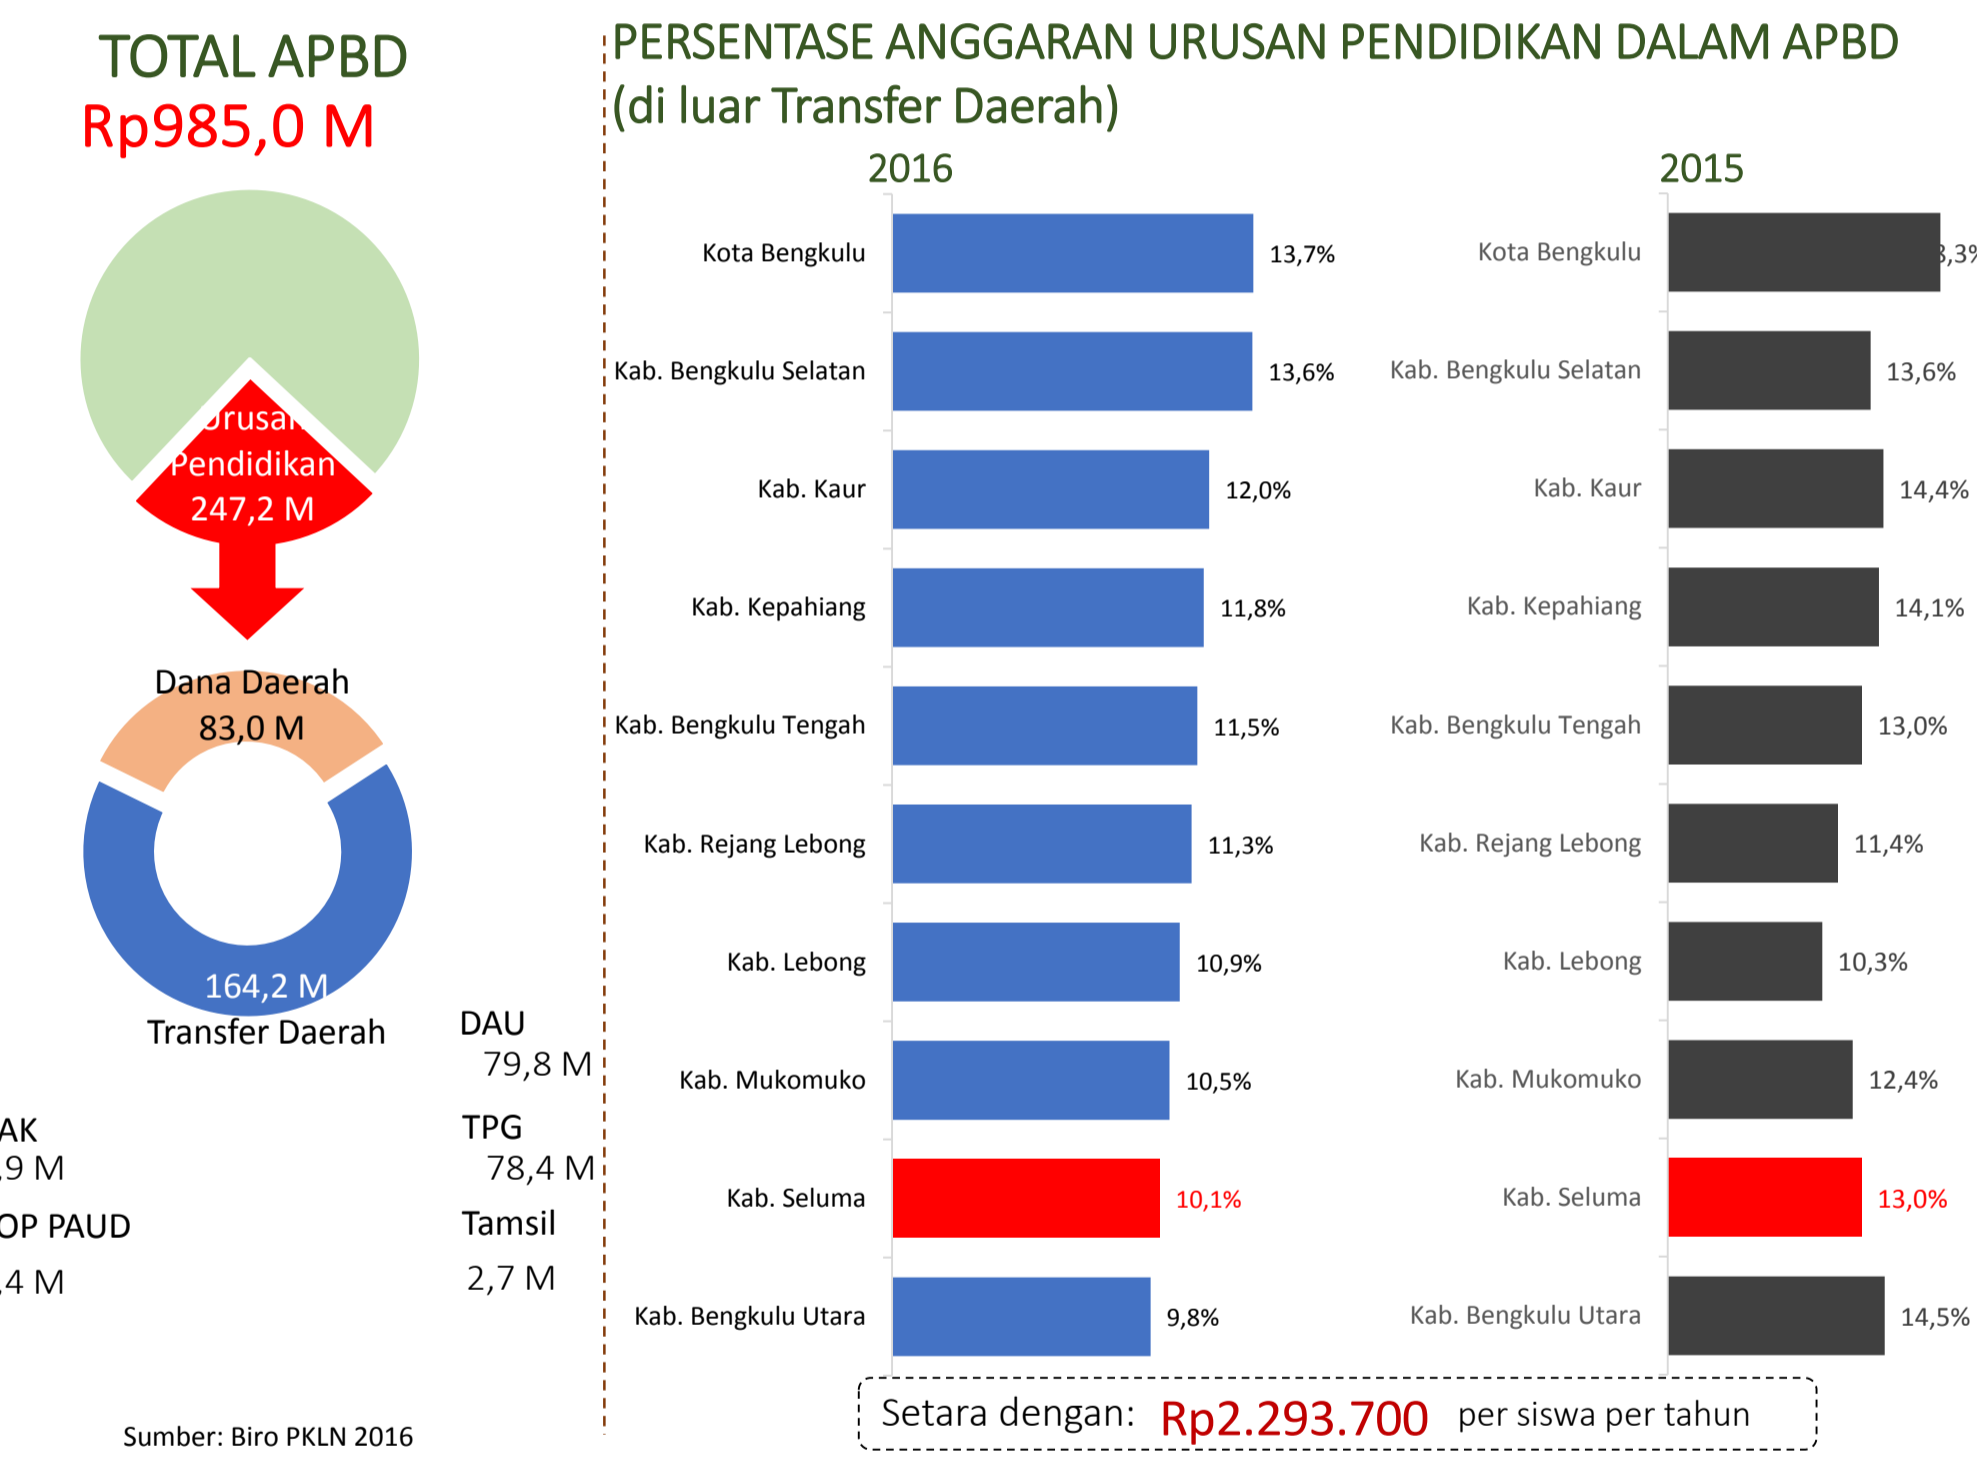 TOTAL APBD
Rp985,0 M
Urusan
Pendidikan
247,2 M
Dana Daerah
83,0 M
164,2 M
Transfer Daerah
DAU
79,8 M
AK
,9 M
TPG
78,4 M
OP PAUD
,4 M
Tamsil
2,7 M
Sumber: Biro PKLN 2016
PERSENTASE ANGGARAN URUSAN PENDIDIKAN DALAM APBD
(di luar Transfer Daerah)
2016
Kota Bengkulu 13,7%
Kab. Bengkulu Selatan 13,6%
Kab. Kaur 12,0%
Kab. Kepahiang 11,8%
Kab. Bengkulu Tengah 11,5%
Kab. Rejang Lebong 11,3%
Kab. Lebong 10,9%
Kab. Mukomuko 10,5%
Kab. Seluma 10,1%
Kab. Bengkulu Utara 9,8%
2015
Kota Bengkulu
Kab. Bengkulu Selatan 13,6%
Kab. Kaur 14,4%
Kab. Kepahiang 14,1%
Kab. Bengkulu Tengah 13,0%
Kab. Rejang Lebong 11,4%
Kab. Lebong 10,3%
Kab. Mukomuko 12,4%
Kab. Seluma 13,0%
Kab. Bengkulu Utara 14,5%
Setara dengan: Rp2.293.700 per siswa per tahun